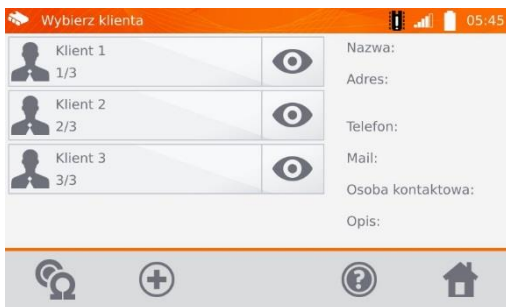 Wybierz klienta
05:45
Klient 1
1/3
Klient 2
2/3
Klient 3
3/3
Nazwa:
Adres:
Telefon:
Mail:
Osoba kontaktowa:
Opis: